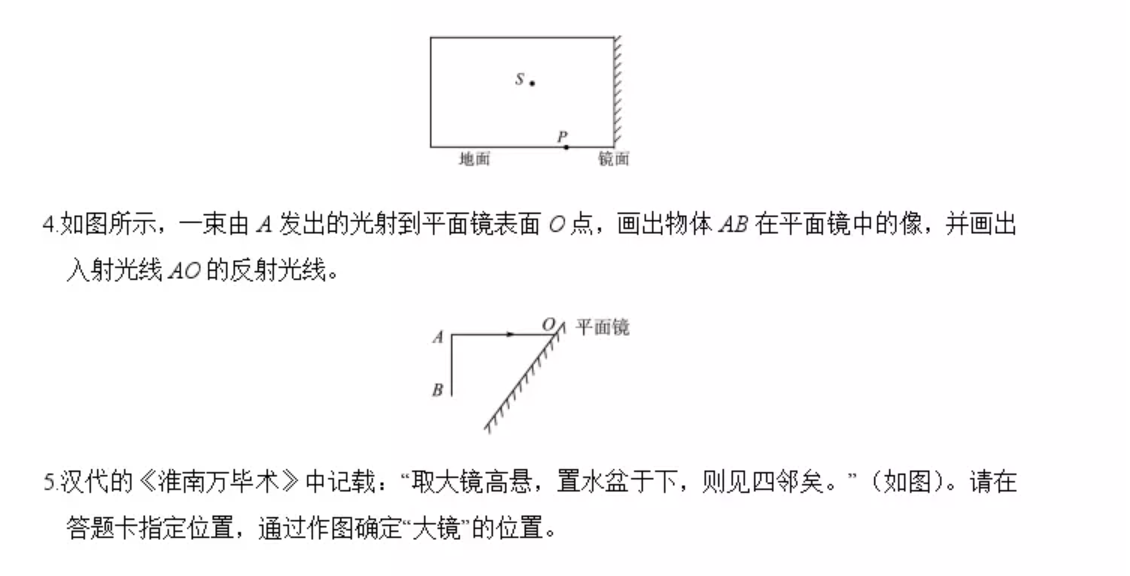 S
P
地面 镜面
4.如图所示，一束由 A 发出的光射到平面镜表面 O 点，画出物体 AB 在平面镜中的像，并画出
入射光线 AO 的反射光线。
O 平面镜
A
B
5.汉代的《淮南万毕术》中记载：“取大镜高悬，置水盆于下，则见四邻矣。”（如图）。请在
答题卡指定位置，通过作图确定“大镜”的位置。